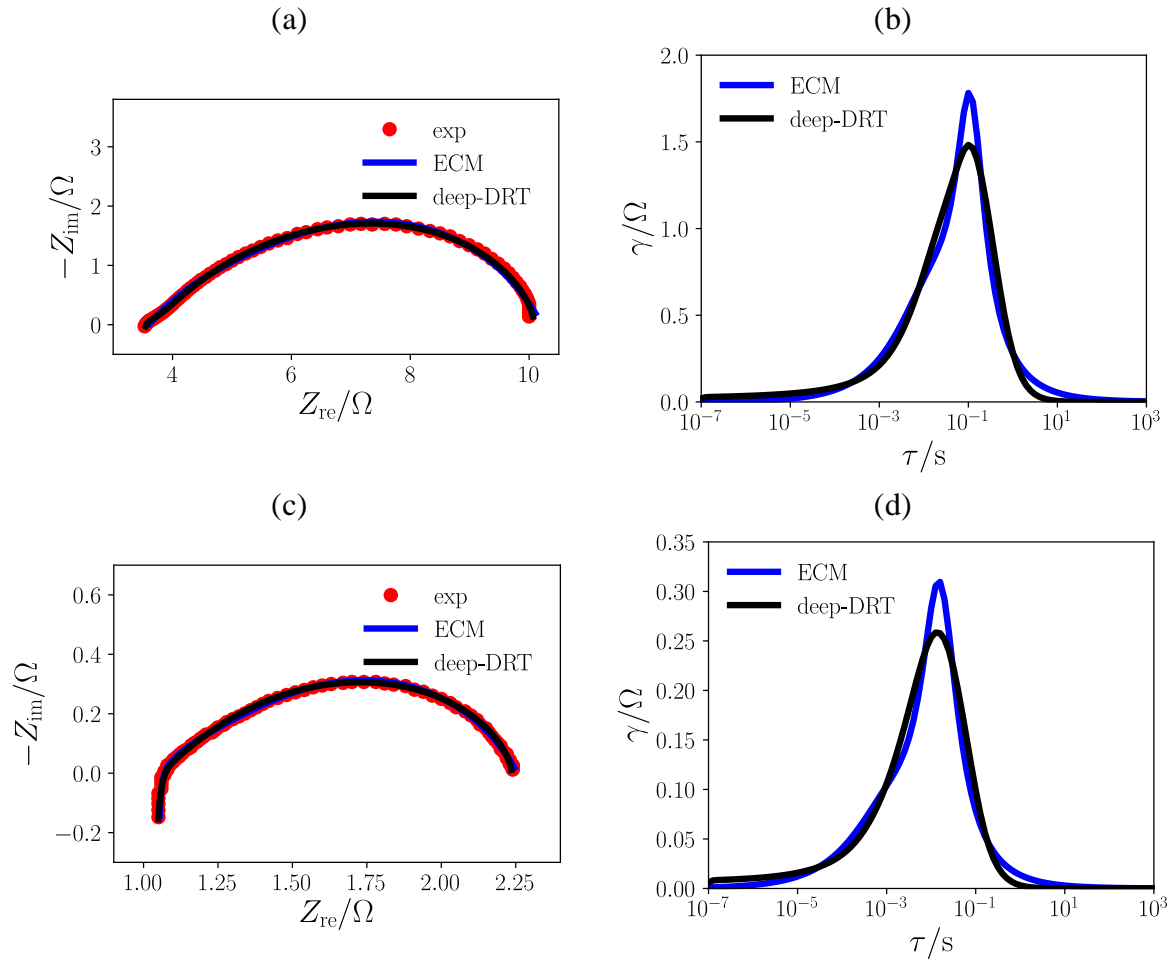 (a)
−Z_im/Ω
3
2
1
0
exp
ECM
deep-DRT
4 6 8 10
Z_re/Ω
(b)
γ/Ω
2.0
1.5
1.0
0.5
0.0
ECM
deep-DRT
10^−7 10^−5 10^−3 10^−1 10^1 10^3
τ/s
(c)
−Z_im/Ω
0.6
0.4
0.2
0.0
−0.2
exp
ECM
deep-DRT
1.00 1.25 1.50 1.75 2.00 2.25
Z_re/Ω
(d)
γ/Ω
0.35
0.30
0.25
0.20
0.15
0.10
0.05
0.00
ECM
deep-DRT
10^−7 10^−5 10^−3 10^−1 10^1 10^3
τ/s